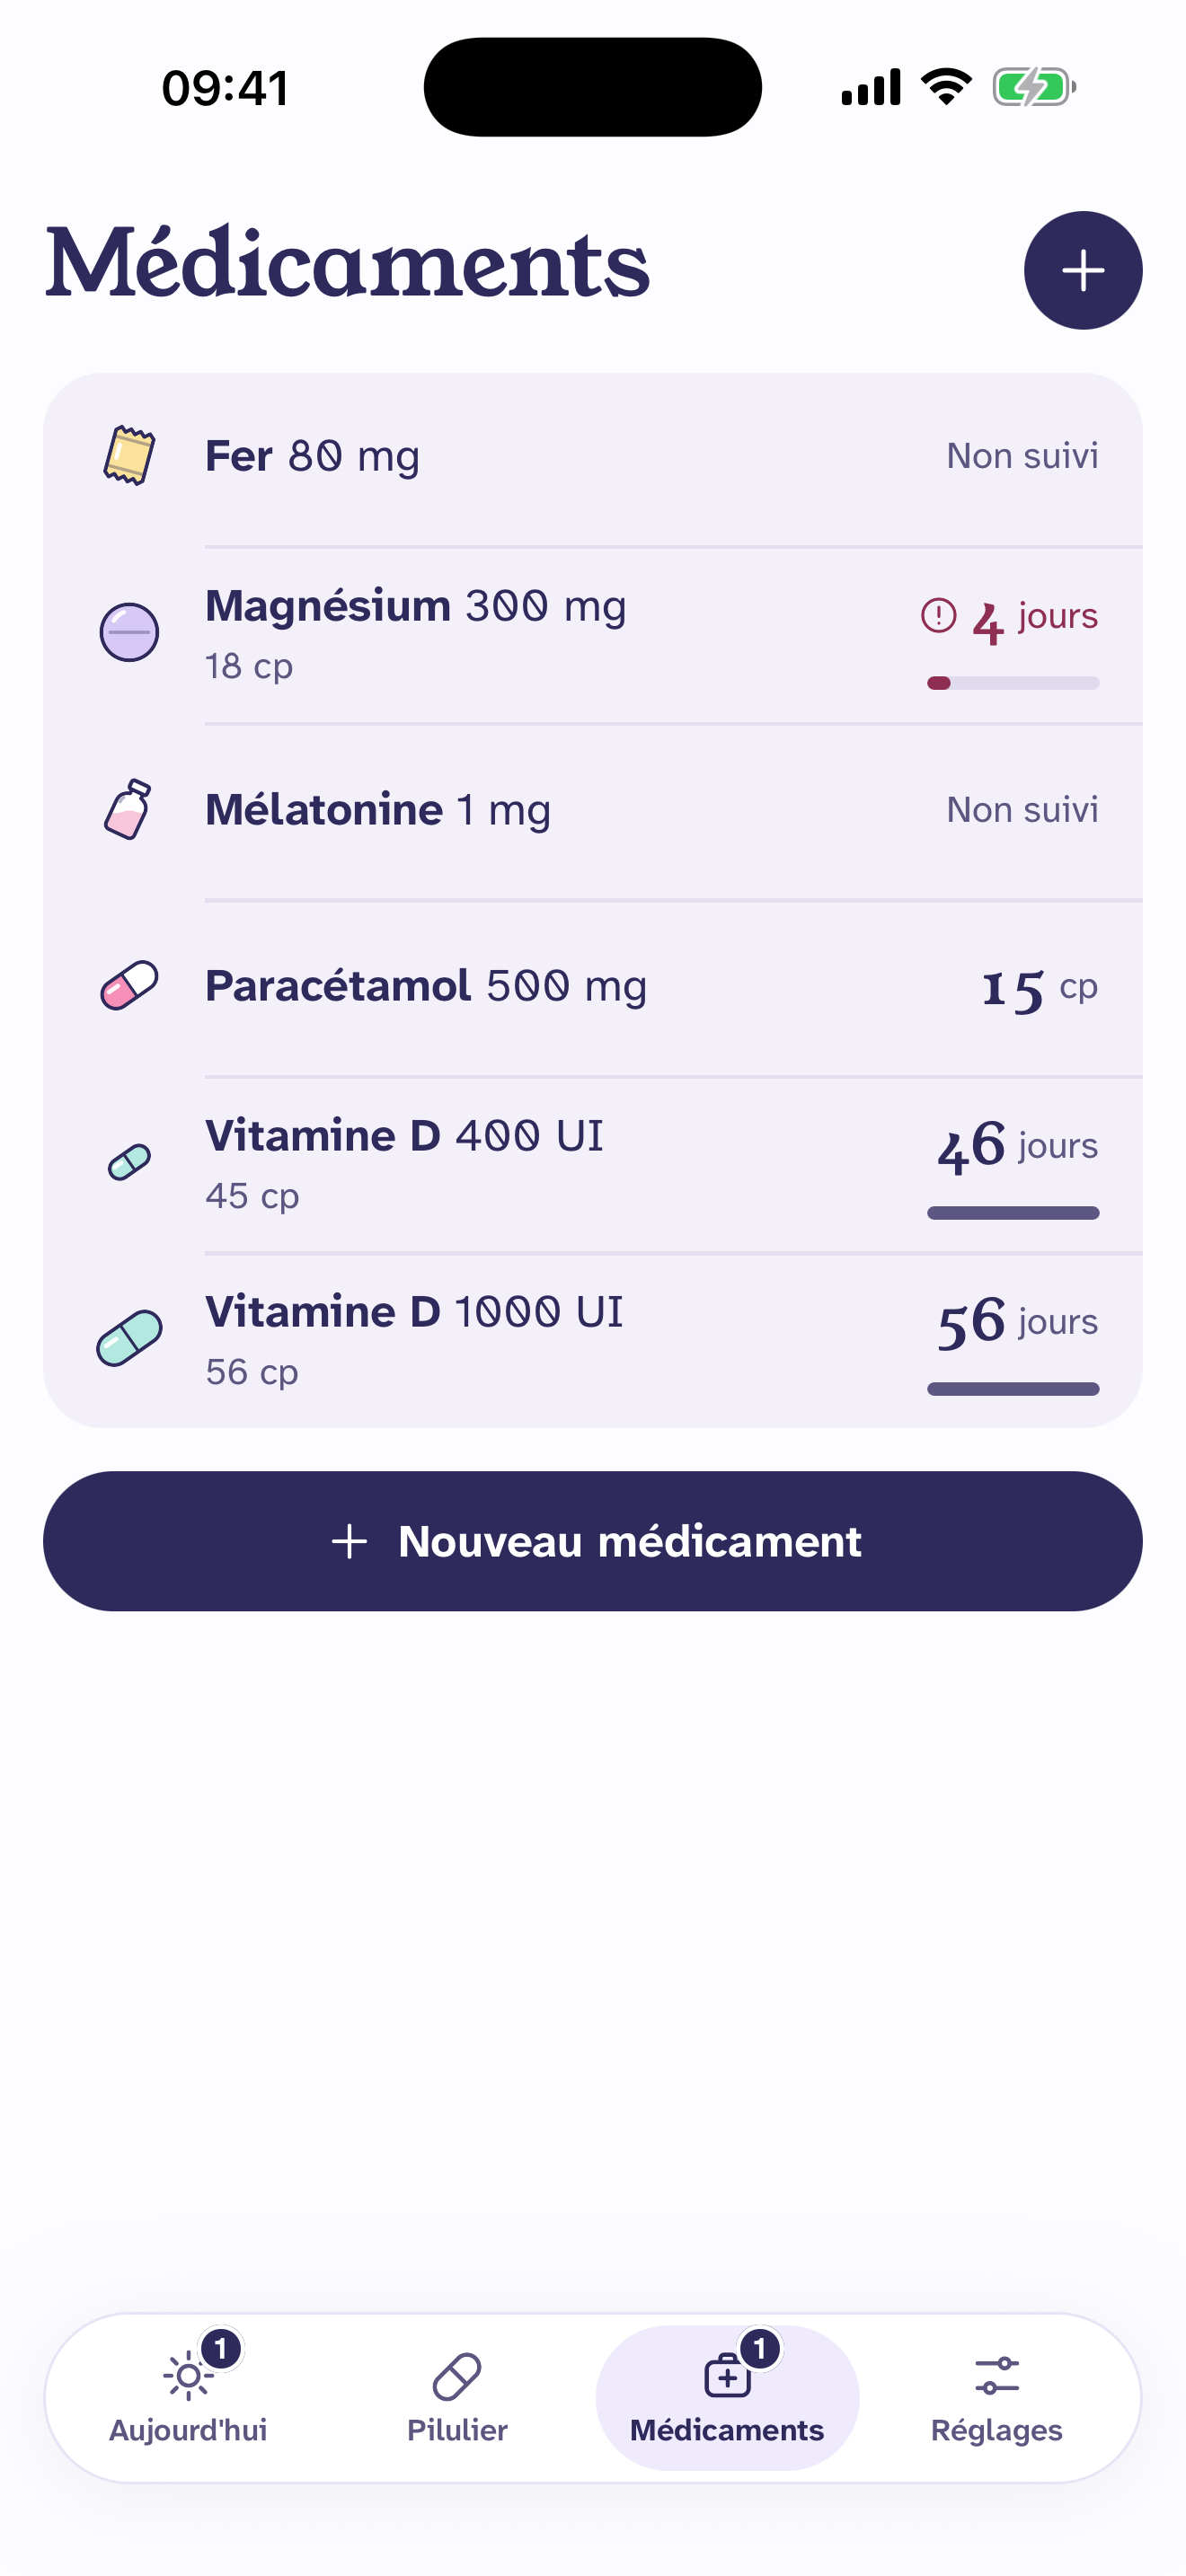 09:41
Médicaments
Fer 80 mg
Non suivi
Magnésium 300 mg
18 cp
4 jours
Mélatonine 1 mg
Non suivi
Paracétamol 500 mg
15 cp
Vitamine D 400 UI
45 cp
46 jours
Vitamine D 1000 UI
56 cp
56 jours
Nouveau médicament
1
Aujourd'hui
Pilulier
1
Médicaments
Réglages